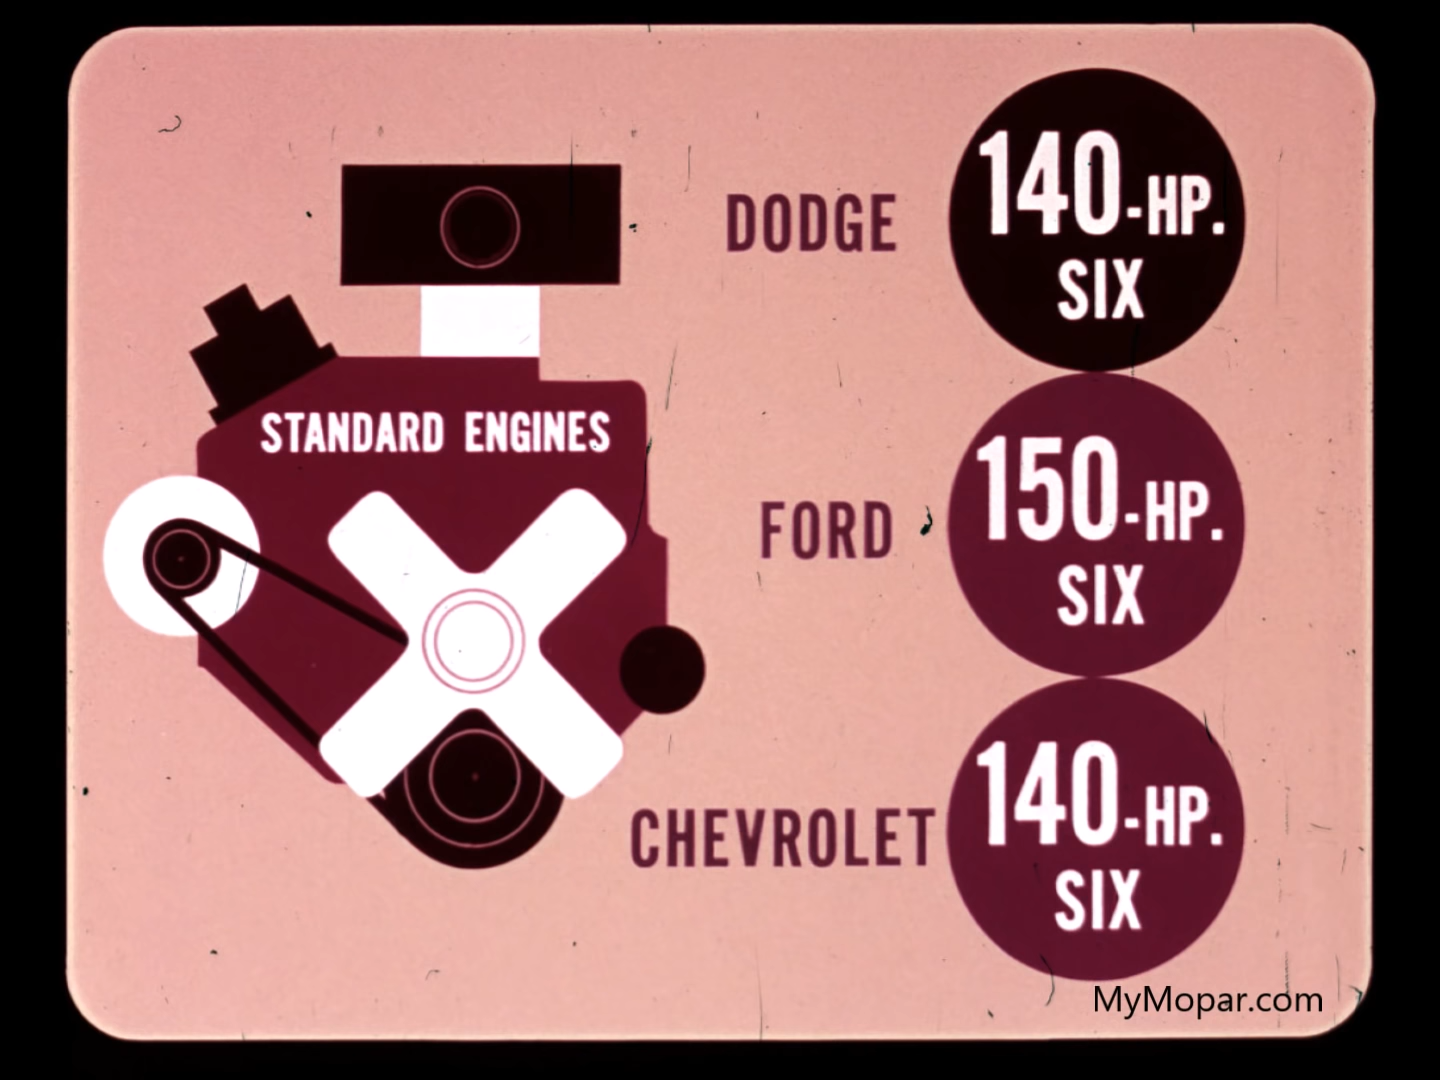 STANDARD ENGINES
DODGE
140-HP.
SIX
FORD
150-HP.
SIX
CHEVROLET
140-HP.
SIX
MyMopar.com